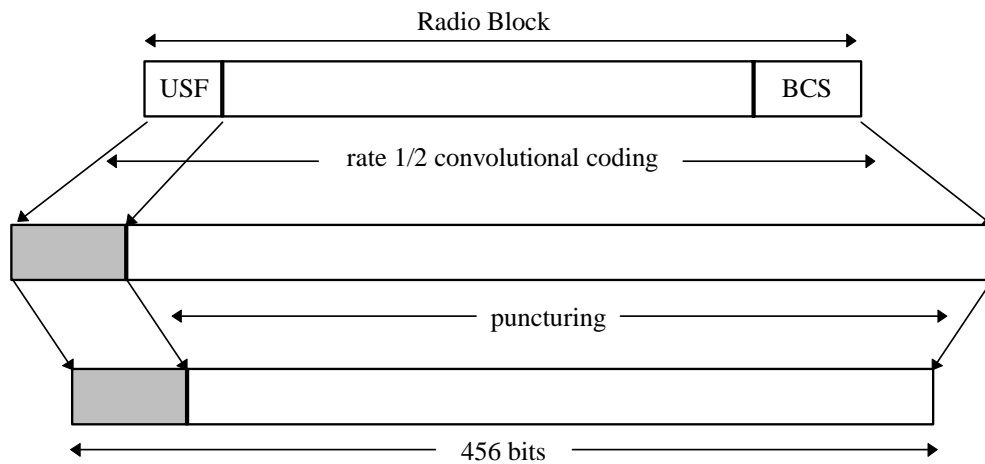 Radio Block
USF
BCS
rate 1/2 convolutional coding
puncturing
456 bits